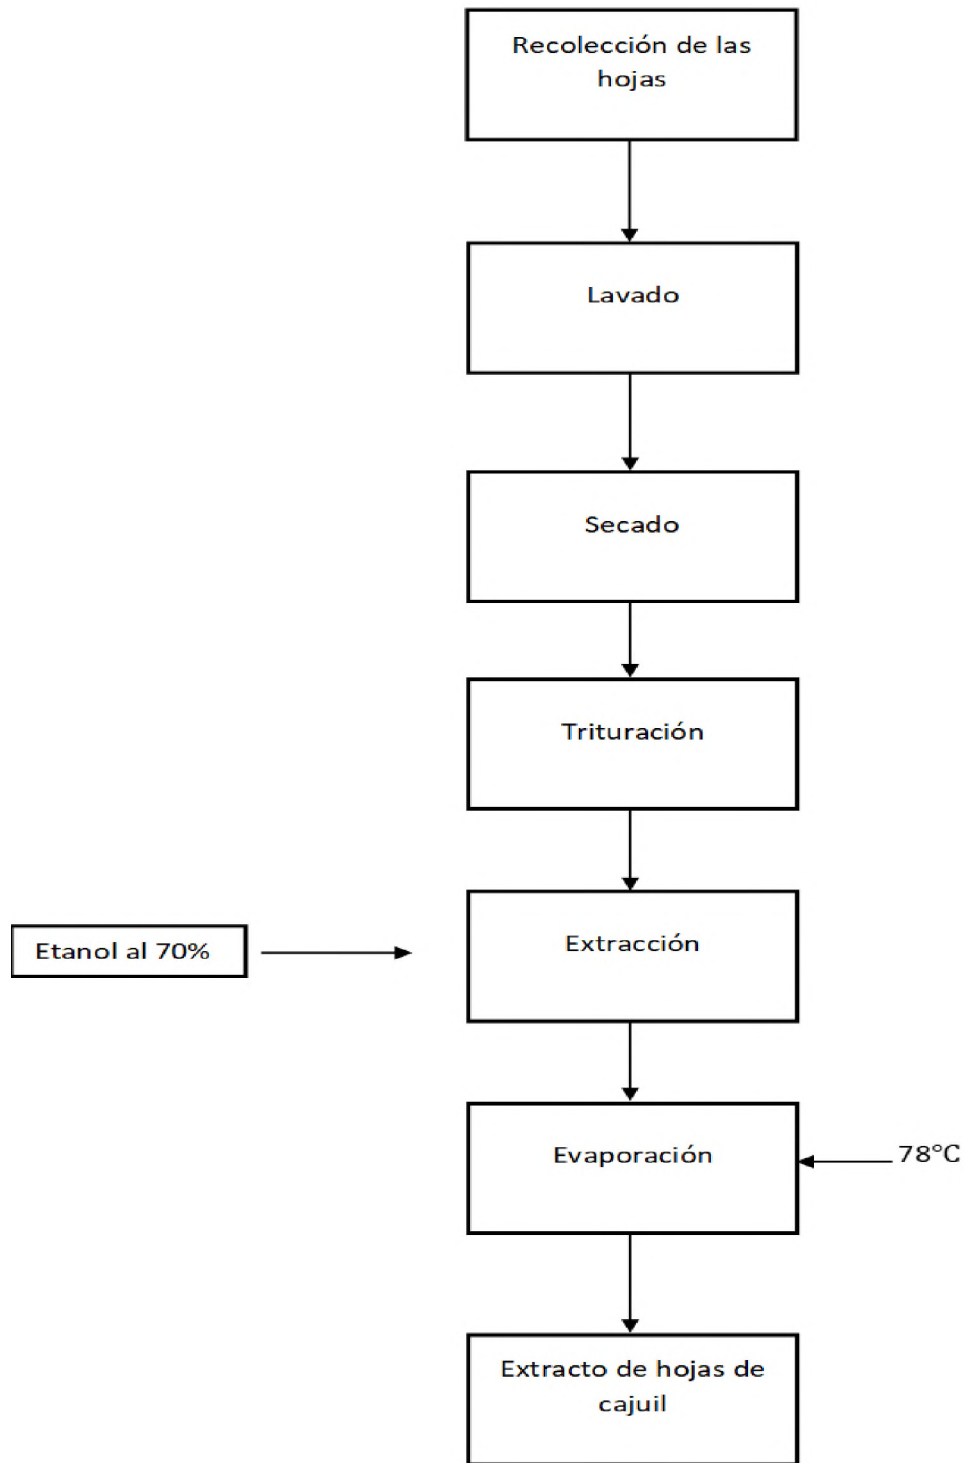 Recolección de las
hojas
Lavado
Secado
Trituración
Etanol al 70%
Extracción
Evaporación
78°C
Extracto de hojas de
cajuil